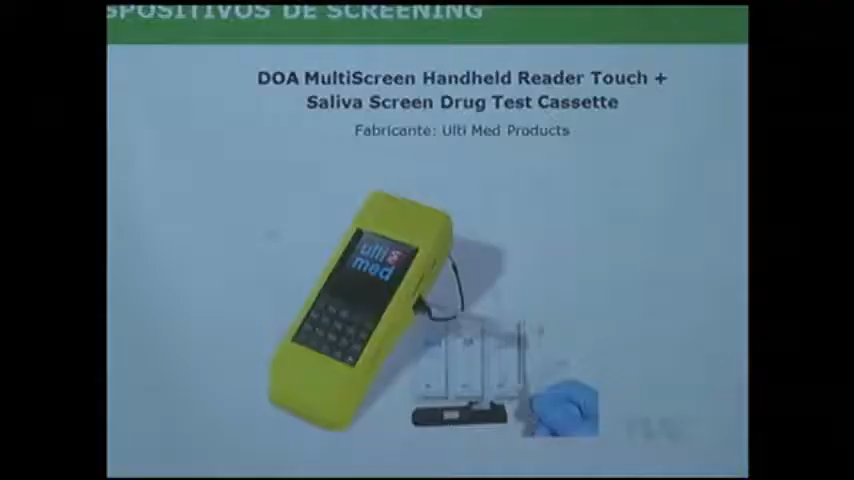 SPOSITIVOS DE SCREENING
DOA MultiScreen Handheld Reader Touch +
Saliva Screen Drug Test Cassette
Fabricante: Ulti Med Products
ulti
med